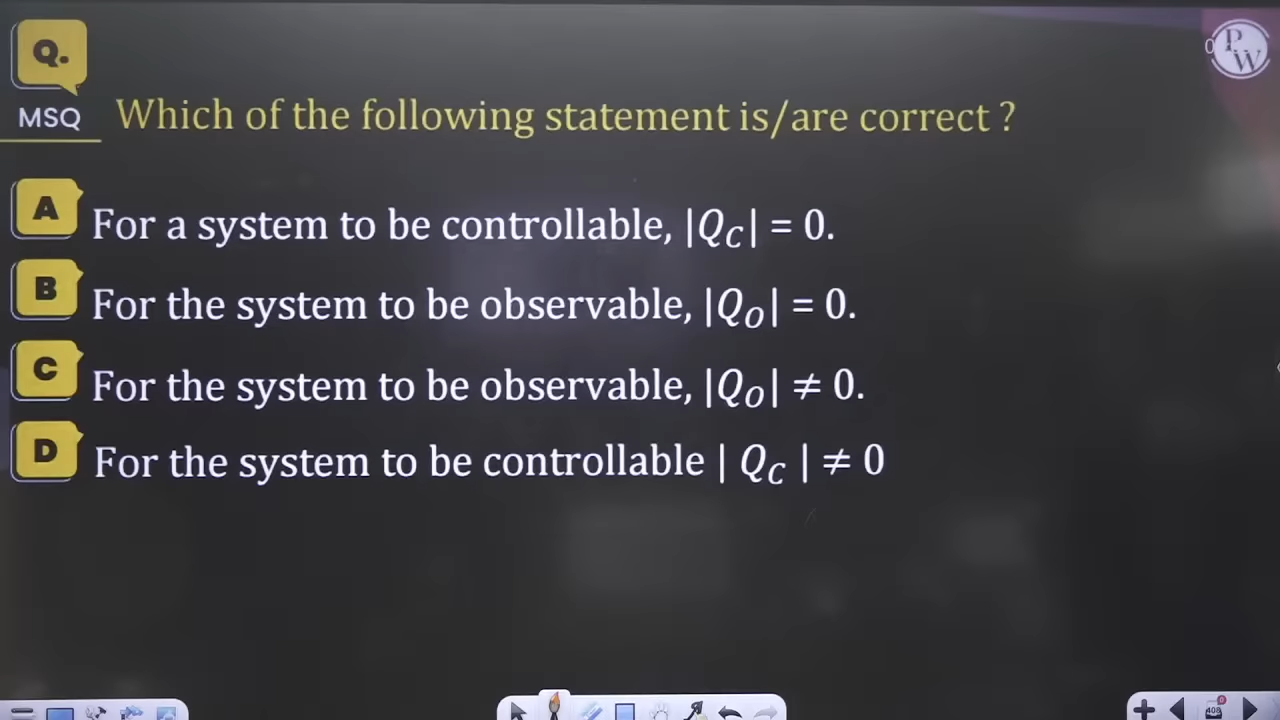 Q.
MSQ
Which of the following statement is/are correct ?
A
For a system to be controllable, |Q_C| = 0.
B
For the system to be observable, |Q_O| = 0.
C
For the system to be observable, |Q_O| ≠ 0.
D
For the system to be controllable | Q_C | ≠ 0
PW
408